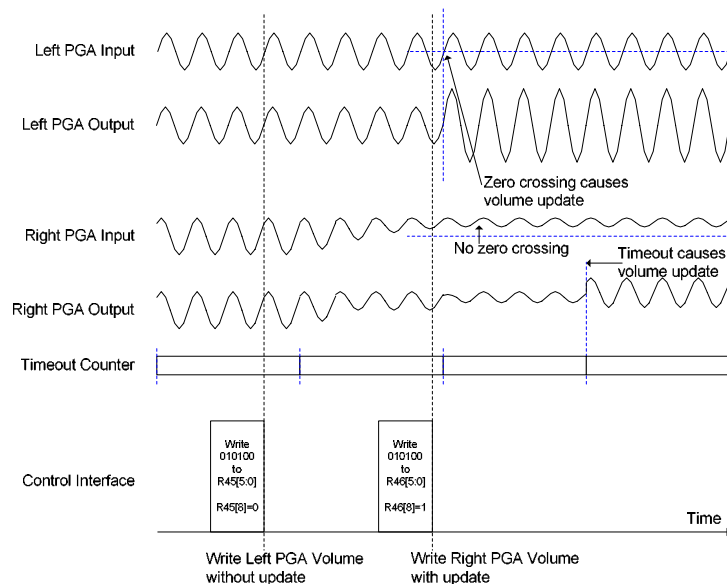 Left PGA Input
Left PGA Output
Zero crossing causes
volume update
Right PGA Input
No zero crossing
Timeout causes
volume update
Right PGA Output
Timeout Counter
Control Interface
Write
010100
to
R45[5:0]
R45[8]=0
Write
010100
to
R46[5:0]
R46[8]=1
Time
Write Left PGA Volume
without update
Write Right PGA Volume
with update